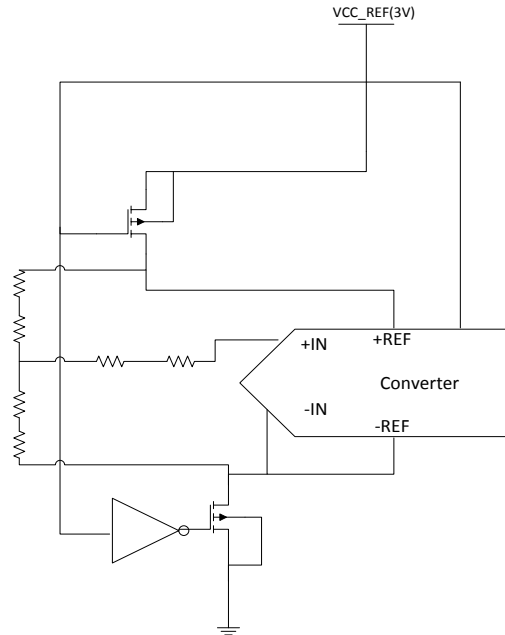 VCC_REF(3V)
+IN
+REF
Converter
-IN
-REF